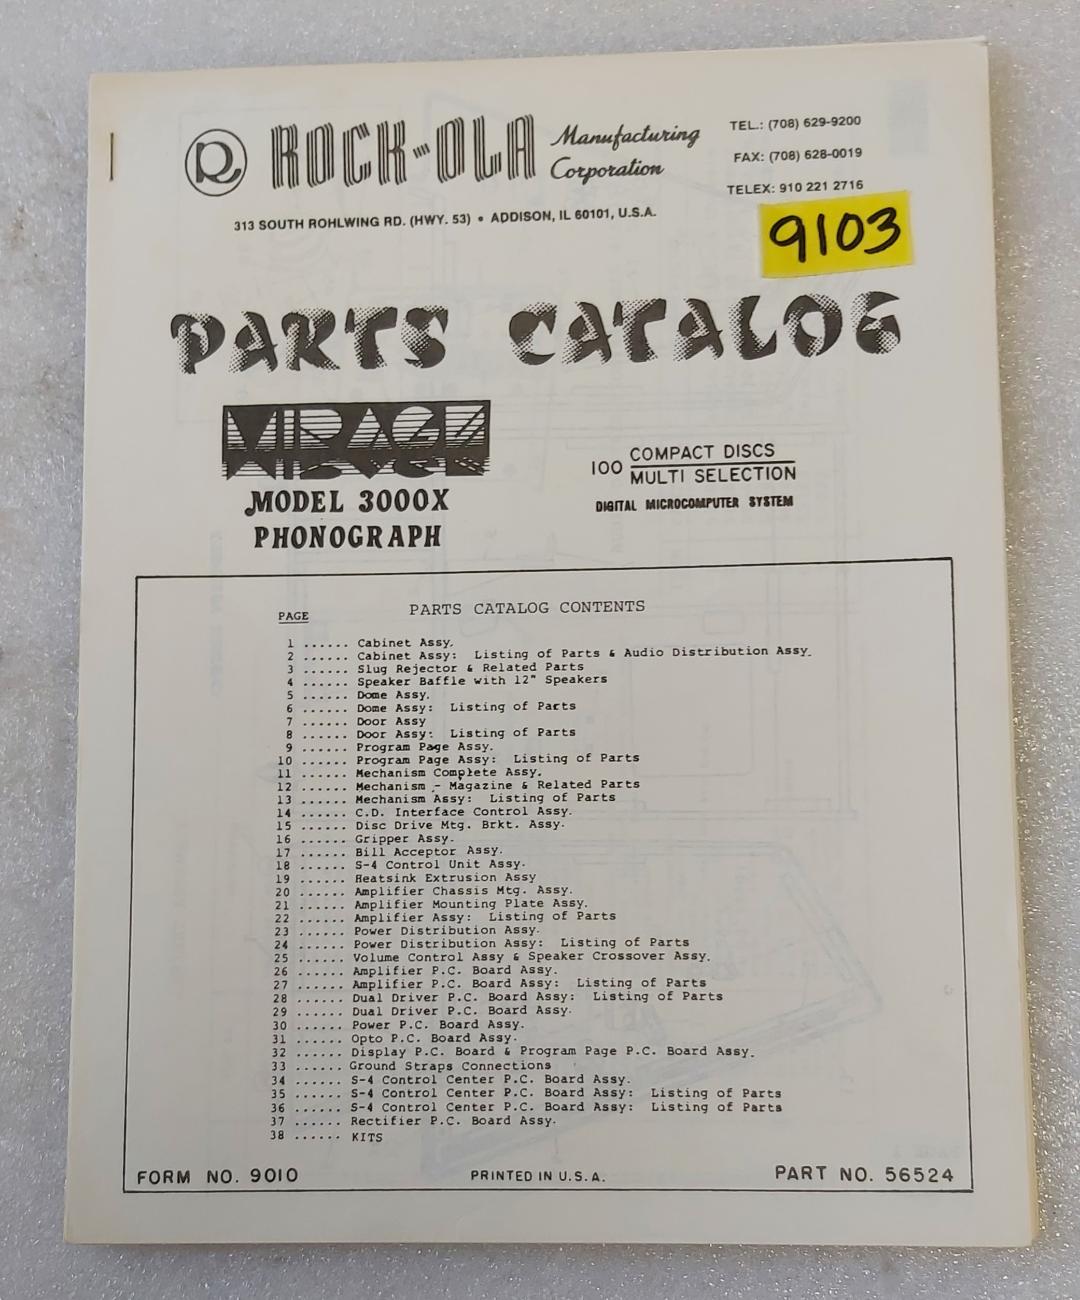 R
ROCK-OLA Manufacturing Corporation
TEL.: (708) 629-9200
FAX: (708) 628-0019
TELEX: 910 221 2716
313 SOUTH ROHLWING RD. (HWY. 53) • ADDISON, IL 60101, U.S.A.
9103
PARTS CATALOG
MIRAGE
MODEL 3000X
PHONOGRAPH
100 COMPACT DISCS
MULTI SELECTION
DIGITAL MICROCOMPUTER SYSTEM
PARTS CATALOG CONTENTS
PAGE
1 ...... Cabinet Assy.
2 ...... Cabinet Assy: Listing of Parts & Audio Distribution Assy.
3 ...... Slug Rejector & Related Parts
4 ...... Speaker Baffle with 12" Speakers
5 ...... Dome Assy.
6 ...... Dome Assy: Listing of Parts
7 ...... Door Assy
8 ...... Door Assy: Listing of Parts
9 ...... Program Page Assy.
10 ...... Program Page Assy: Listing of Parts
11 ...... Mechanism Complete Assy.
12 ...... Mechanism - Magazine & Related Parts
13 ...... Mechanism Assy: Listing of Parts
14 ...... C.D. Interface Control Assy.
15 ...... Disc Drive Mtg. Brkt. Assy.
16 ...... Gripper Assy.
17 ...... Bill Acceptor Assy.
18 ...... S-4 Control Unit Assy.
19 ...... Heatsink Extrusion Assy
20 ...... Amplifier Chassis Mtg. Assy.
21 ...... Amplifier Mounting Plate Assy.
22 ...... Amplifier Assy: Listing of Parts
23 ...... Power Distribution Assy.
24 ...... Power Distribution Assy: Listing of Parts
25 ...... Volume Control Assy & Speaker Crossover Assy.
26 ...... Amplifier P.C. Board Assy.
27 ...... Amplifier P.C. Board Assy: Listing of Parts
28 ...... Dual Driver P.C. Board Assy: Listing of Parts
29 ...... Dual Driver P.C. Board Assy.
30 ...... Power P.C. Board Assy.
31 ...... Opto P.C. Board Assy.
32 ...... Display P.C. Board & Program Page P.C. Board Assy.
33 ...... Ground Straps Connections
34 ...... S-4 Control Center P.C. Board Assy.
35 ...... S-4 Control Center P.C. Board Assy: Listing of Parts
36 ...... S-4 Control Center P.C. Board Assy: Listing of Parts
37 ...... Rectifier P.C. Board Assy.
38 ...... KITS
FORM NO. 9010
PRINTED IN U.S.A.
PART NO. 56524